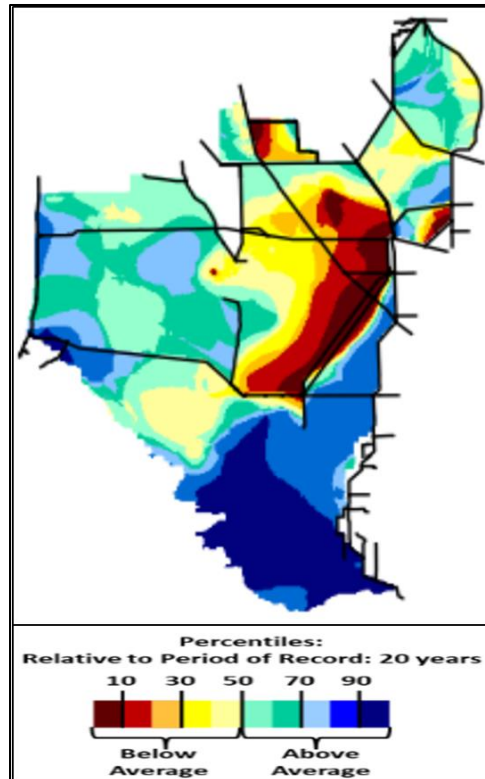 Percentiles:
Relative to Period of Record: 20 years
10 30 50 70 90
Below Above
Average Average